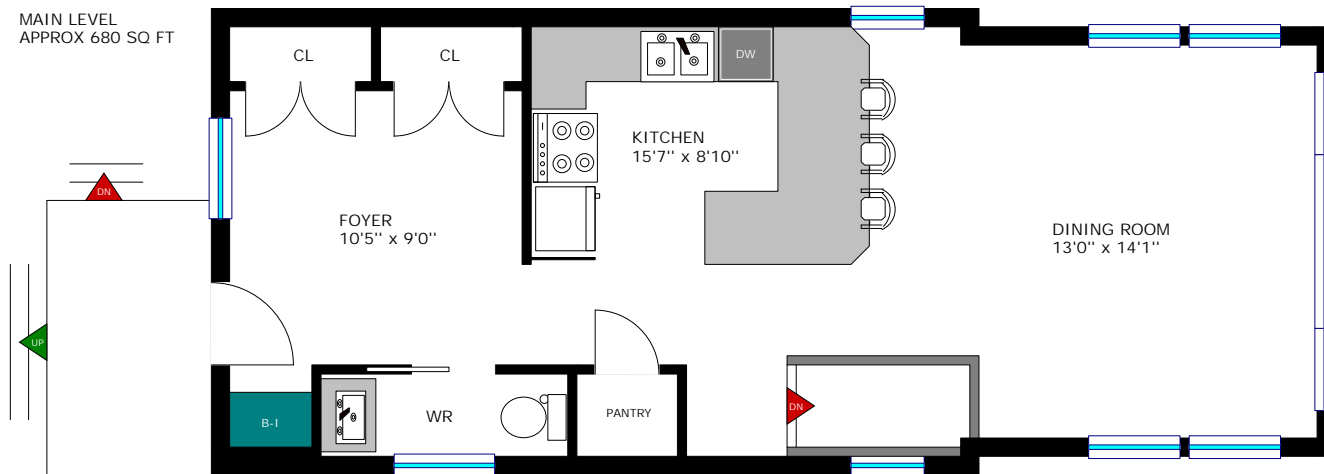 MAIN LEVEL
APPROX 680 SQ FT
CL
CL
DW
KITCHEN
15'7'' x 8'10''
DN
FOYER
10'5'' x 9'0''
DINING ROOM
13'0'' x 14'1''
UP
DN
B-I
WR
PANTRY